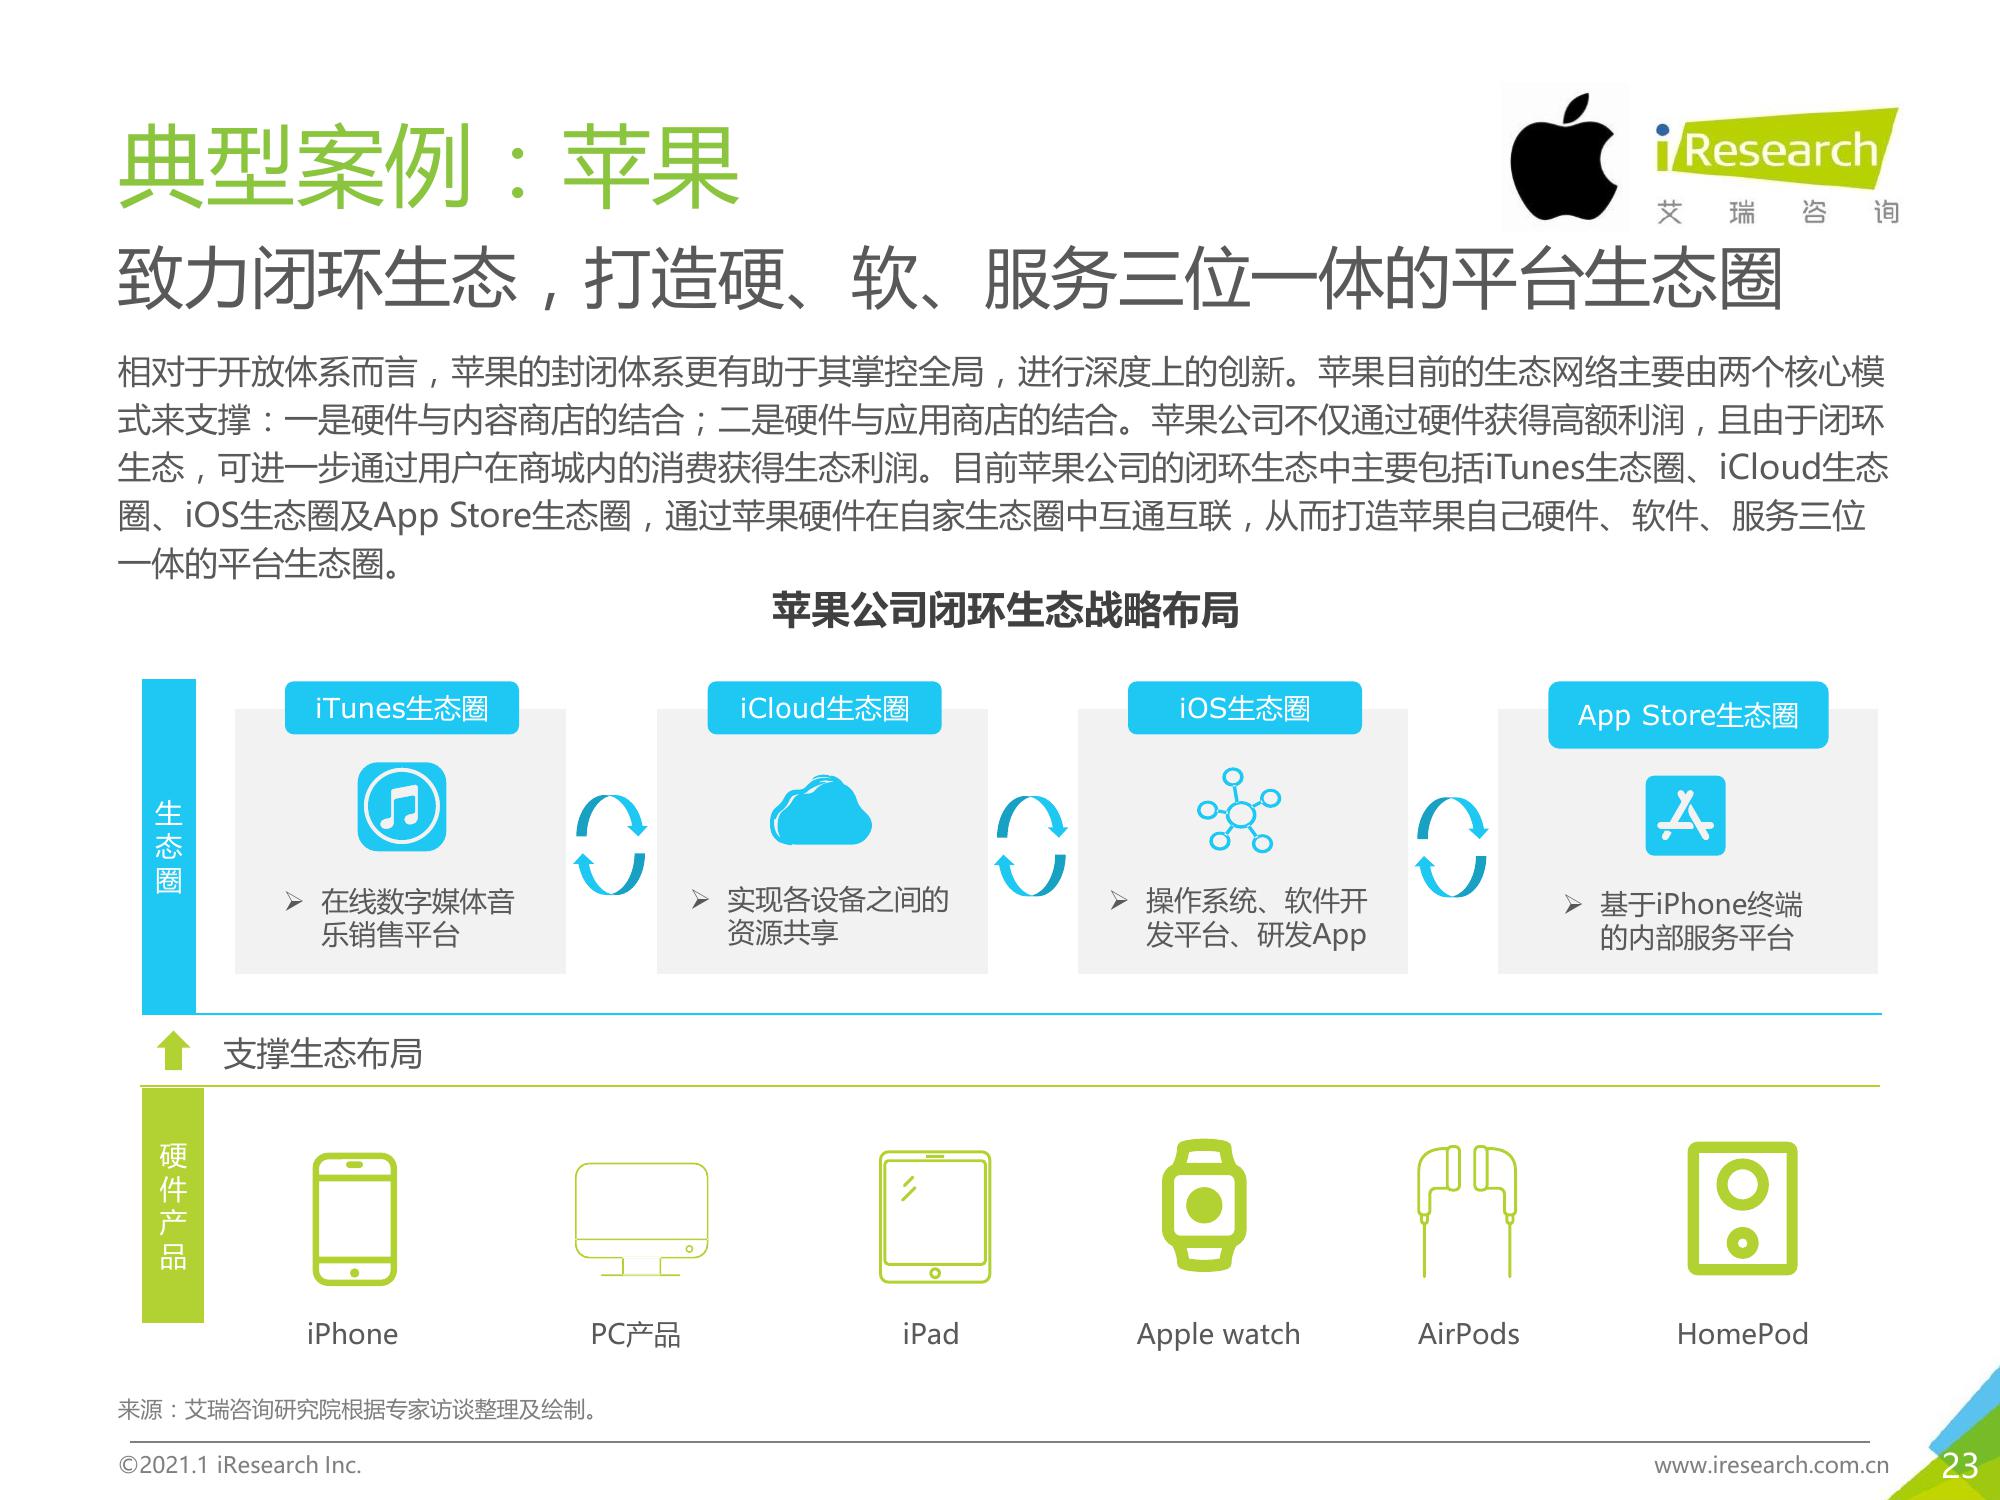 典型案例：苹果
iResearch
艾瑞咨询
致力闭环生态，打造硬、软、服务三位一体的平台生态圈
相对于开放体系而言，苹果的封闭体系更有助于其掌控全局，进行深度上的创新。苹果目前的生态网络主要由两个核心模
式来支撑：一是硬件与内容商店的结合；二是硬件与应用商店的结合。苹果公司不仅通过硬件获得高额利润，且由于闭环
生态，可进一步通过用户在商城内的消费获得生态利润。目前苹果公司的闭环生态中主要包括iTunes生态圈、iCloud生态
圈、iOS生态圈及App Store生态圈，通过苹果硬件在自家生态圈中互通互联，从而打造苹果自己硬件、软件、服务三位
一体的平台生态圈。
苹果公司闭环生态战略布局
生态圈
iTunes生态圈
➢ 在线数字媒体音
乐销售平台
iCloud生态圈
➢ 实现各设备之间的
资源共享
iOS生态圈
➢ 操作系统、软件开
发平台、研发App
App Store生态圈
➢ 基于iPhone终端
的内部服务平台
支撑生态布局
硬件产品
iPhone
PC产品
iPad
Apple watch
AirPods
HomePod
来源：艾瑞咨询研究院根据专家访谈整理及绘制。
©2021.1 iResearch Inc.
www.iresearch.com.cn
23